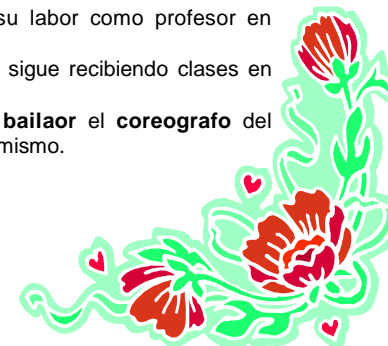 su labor como profesor en
sigue recibiendo clases en
bailaor el coreografo del
mismo.